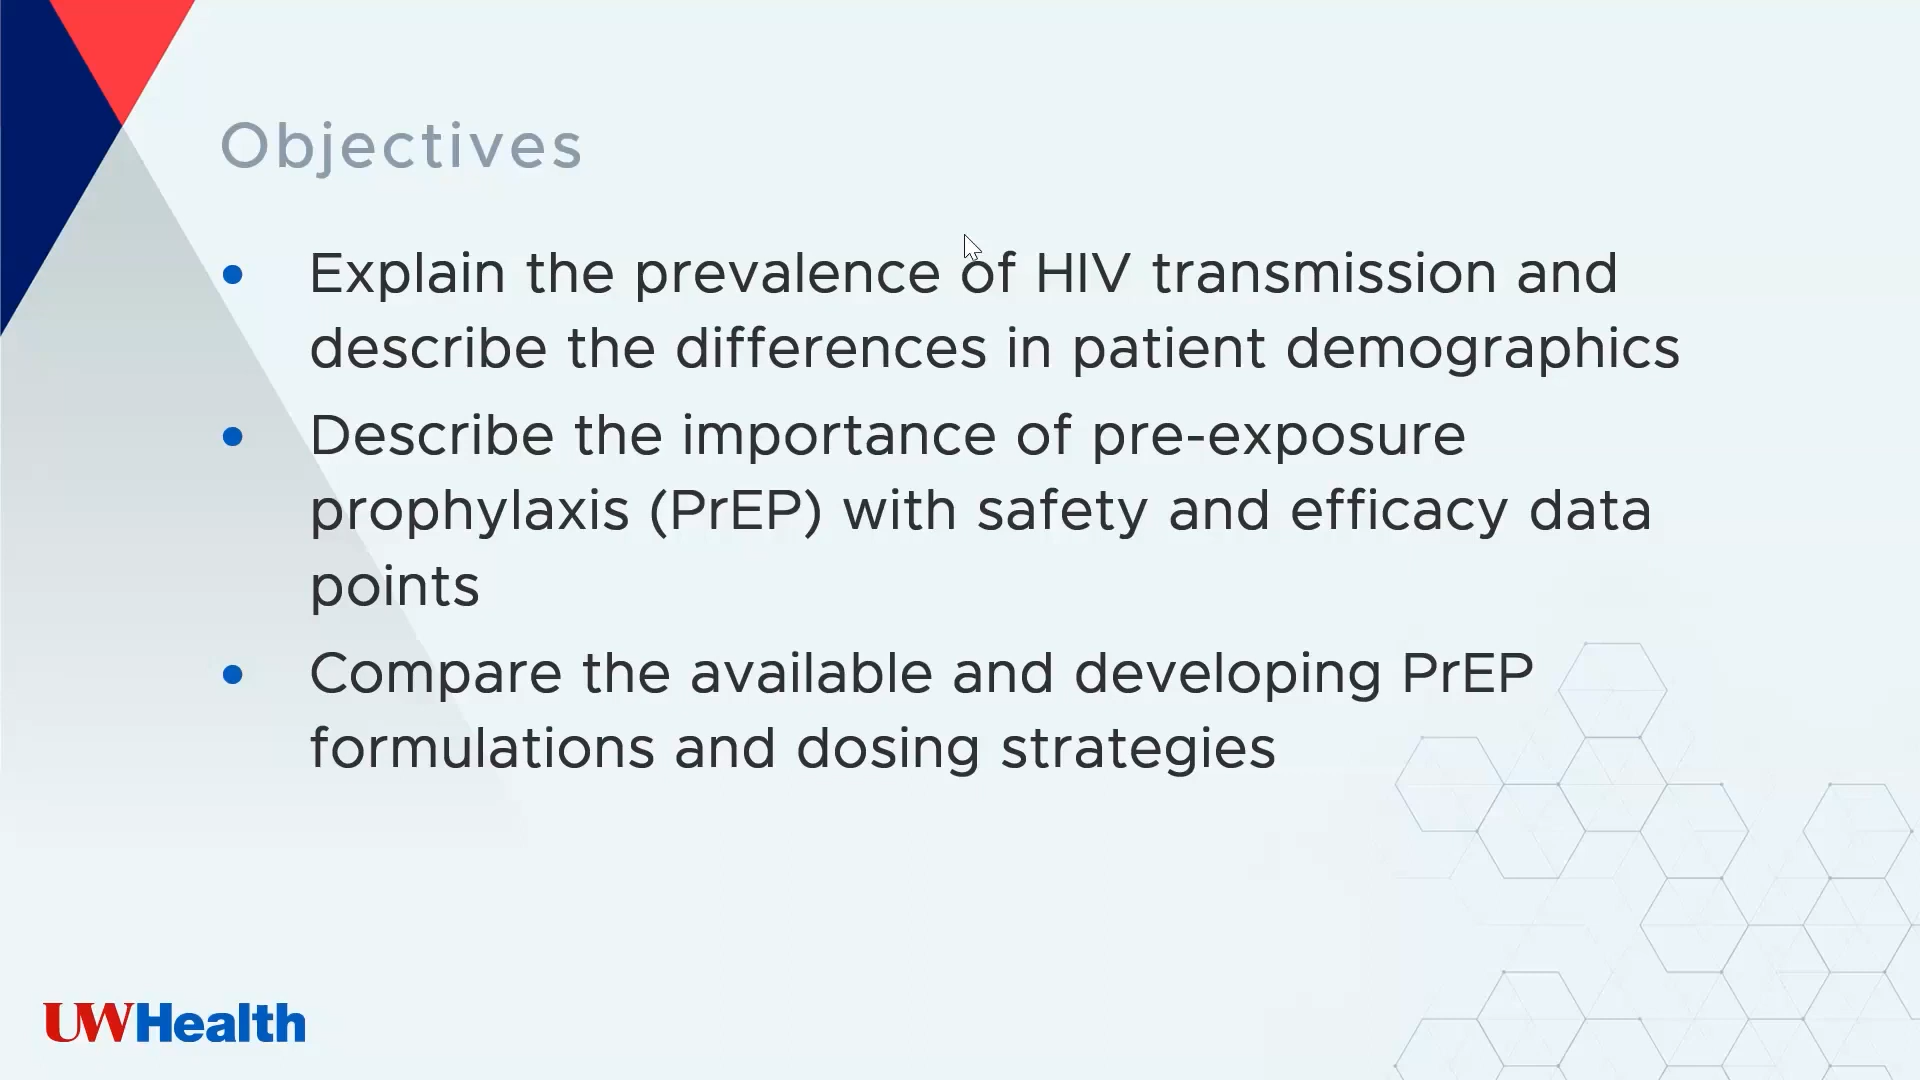 Objectives
• Explain the prevalence of HIV transmission and
describe the differences in patient demographics
• Describe the importance of pre-exposure
prophylaxis (PrEP) with safety and efficacy data
points
• Compare the available and developing PrEP
formulations and dosing strategies
UWHealth